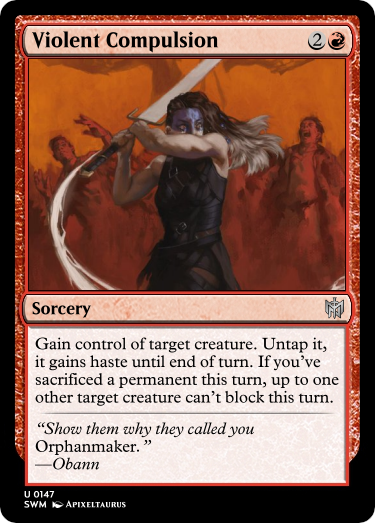 Violent Compulsion 2
Sorcery
Gain control of target creature. Untap it,
it gains haste until end of turn. If you've
sacrificed a permanent this turn, up to one
other target creature can't block this turn.
"Show them why they called you
Orphanmaker."
—Obann
U 0147
SWM Apixeltaurus